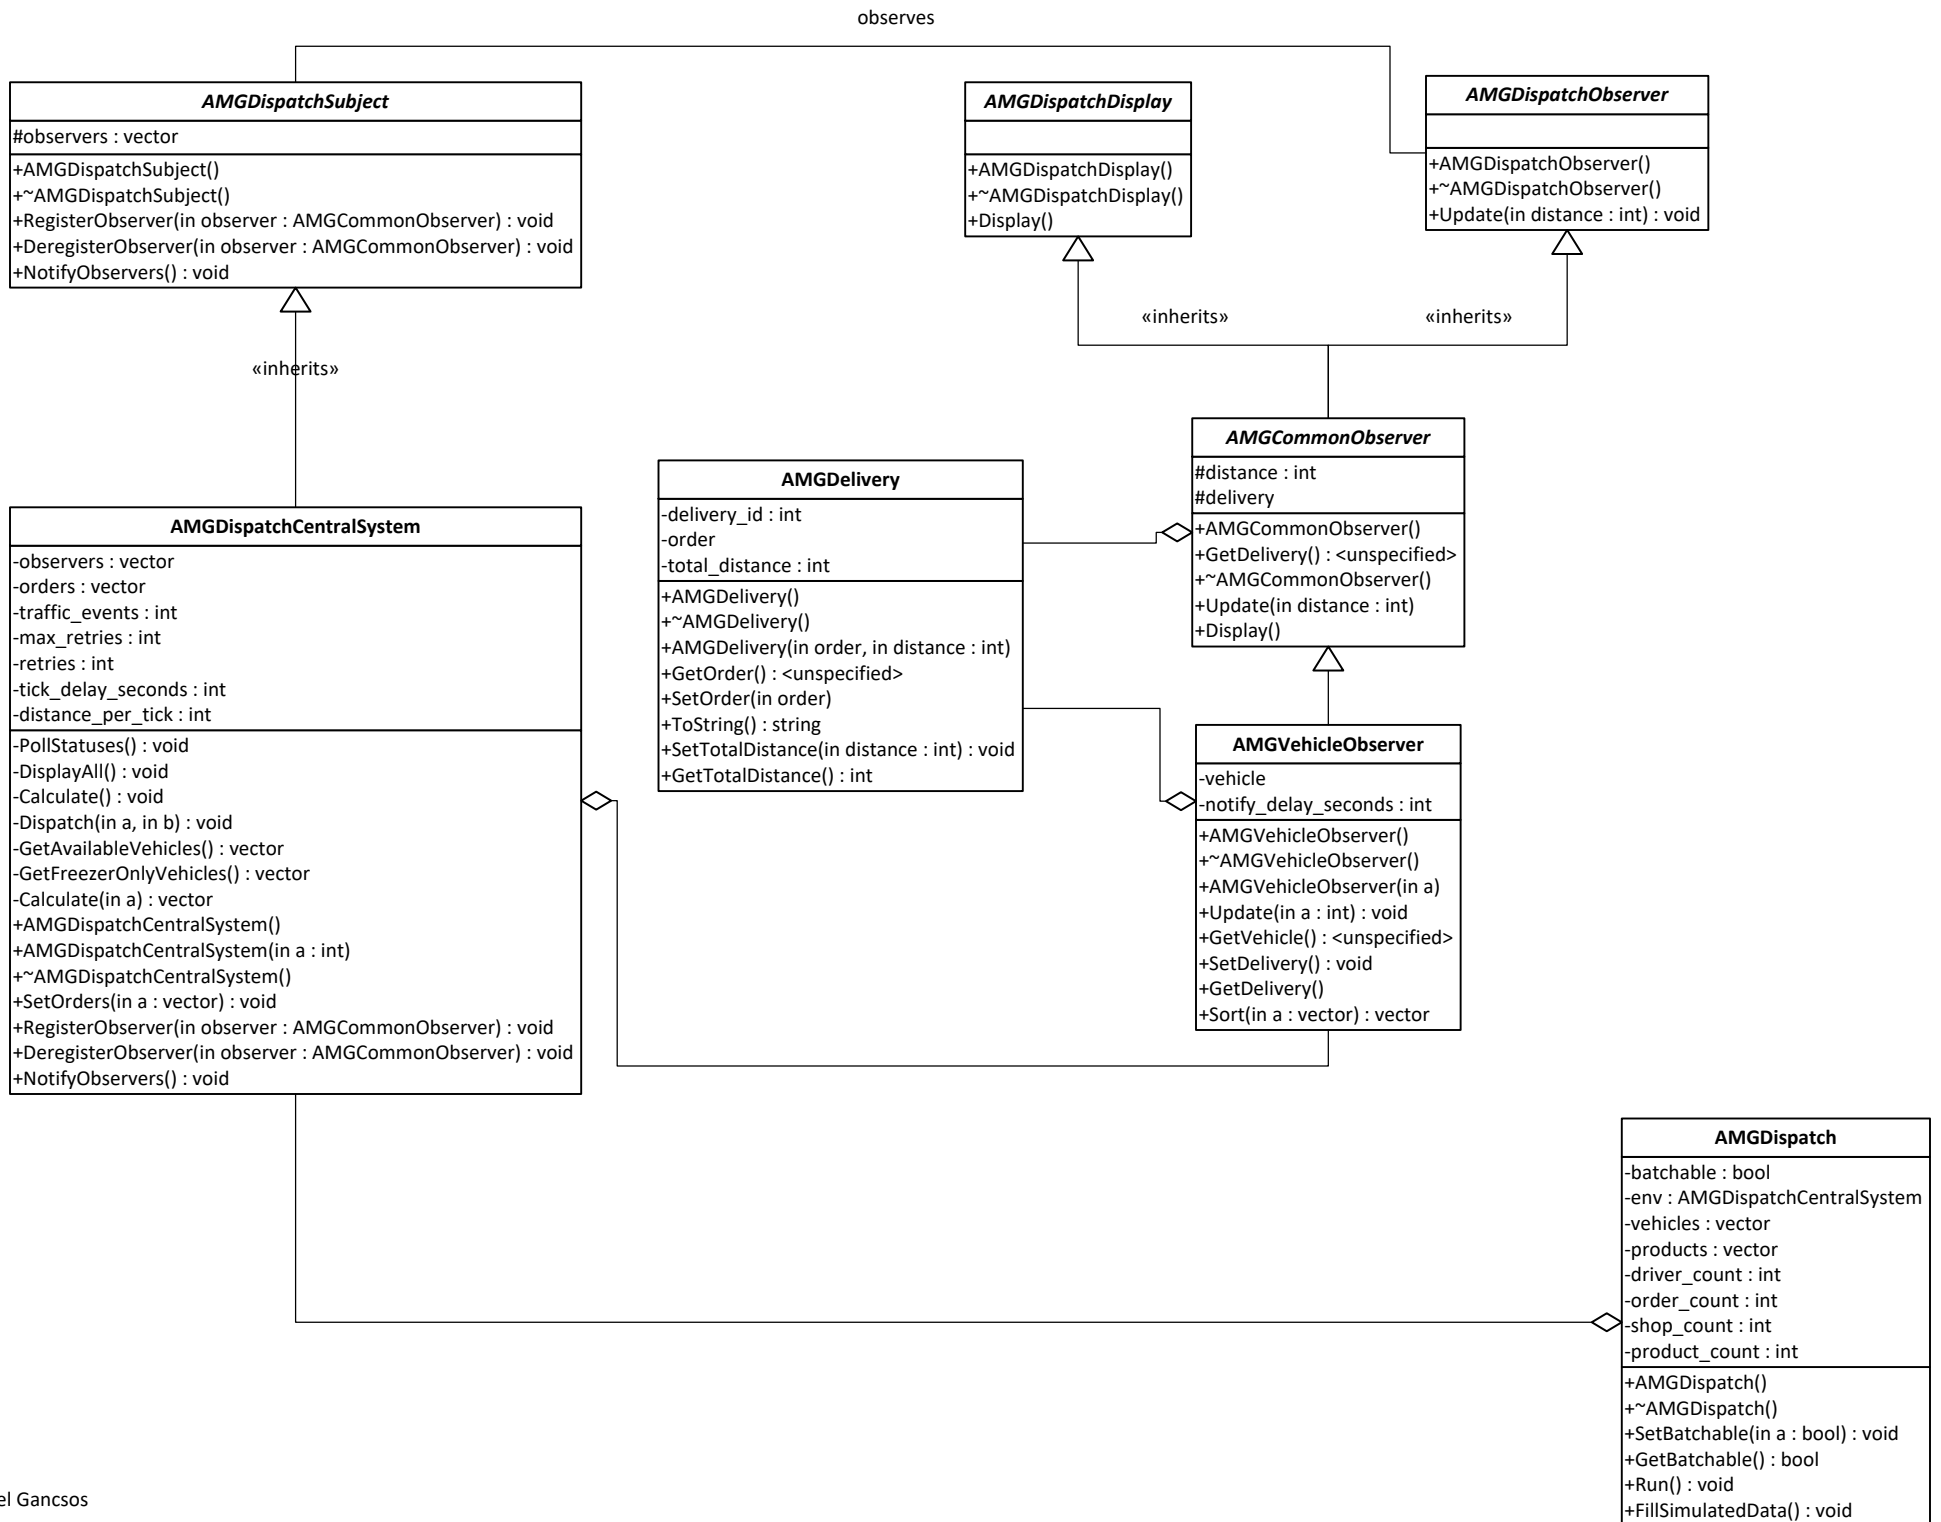 observes
AMGDispatchSubject
#observers : vector
+AMGDispatchSubject()
+~AMGDispatchSubject()
+RegisterObserver(in observer : AMGCommonObserver) : void
+DeregisterObserver(in observer : AMGCommonObserver) : void
+NotifyObservers() : void
AMGDispatchDisplay
+AMGDispatchDisplay()
+~AMGDispatchDisplay()
+Display()
AMGDispatchObserver
+AMGDispatchObserver()
+~AMGDispatchObserver()
+Update(in distance : int) : void
«inherits»
«inherits»
«inherits»
AMGCommonObserver
#distance : int
#delivery
+AMGCommonObserver()
+GetDelivery() : <unspecified>
+~AMGCommonObserver()
+Update(in distance : int)
+Display()
AMGDelivery
-delivery_id : int
-order
-total_distance : int
+AMGDelivery()
+~AMGDelivery()
+AMGDelivery(in order, in distance : int)
+GetOrder() : <unspecified>
+SetOrder(in order)
+ToString() : string
+SetTotalDistance(in distance : int) : void
+GetTotalDistance() : int
AMGDispatchCentralSystem
-observers : vector
-orders : vector
-traffic_events : int
-max_retries : int
-retries : int
-tick_delay_seconds : int
-distance_per_tick : int
-PollStatuses() : void
-DisplayAll() : void
-Calculate() : void
-Dispatch(in a, in b) : void
-GetAvailableVehicles() : vector
-GetFreezerOnlyVehicles() : vector
-Calculate(in a) : vector
+AMGDispatchCentralSystem()
+AMGDispatchCentralSystem(in a : int)
+~AMGDispatchCentralSystem()
+SetOrders(in a : vector) : void
+RegisterObserver(in observer : AMGCommonObserver) : void
+DeregisterObserver(in observer : AMGCommonObserver) : void
+NotifyObservers() : void
AMGVehicleObserver
-vehicle
-notify_delay_seconds : int
+AMGVehicleObserver()
+~AMGVehicleObserver()
+AMGVehicleObserver(in a)
+Update(in a : int) : void
+GetVehicle() : <unspecified>
+SetDelivery() : void
+GetDelivery()
+Sort(in a : vector) : vector
AMGDispatch
-batchable : bool
-env : AMGDispatchCentralSystem
-vehicles : vector
-products : vector
-driver_count : int
-order_count : int
-shop_count : int
-product_count : int
+AMGDispatch()
+~AMGDispatch()
+SetBatchable(in a : bool) : void
+GetBatchable() : bool
+Run() : void
+FillSimulatedData() : void
Gancsos